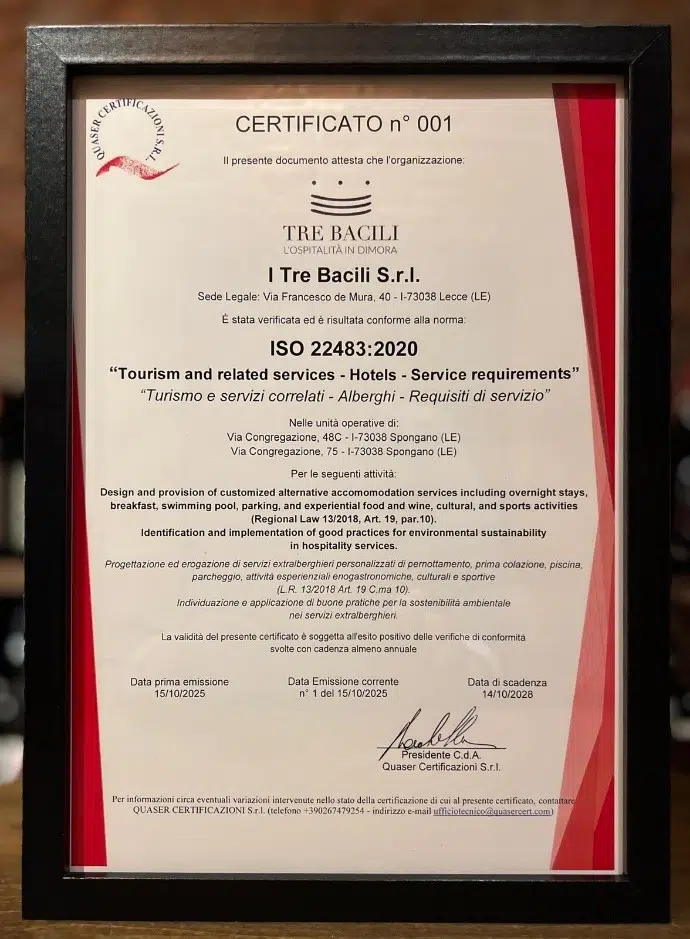 QUASER CERTIFICAZIONI S.R.L.
CERTIFICATO n° 001
Il presente documento attesta che l'organizzazione:
TRE BACILI
L'OSPITALITÀ IN DIMORA
I Tre Bacili S.r.l.
Sede Legale: Via Francesco de Mura, 40 - I-73038 Lecce (LE)
È stata verificata ed è risultata conforme alla norma:
ISO 22483:2020
“Tourism and related services - Hotels - Service requirements”
“Turismo e servizi correlati - Alberghi - Requisiti di servizio”
Nelle unità operative di:
Via Congregazione, 48C - I-73038 Spongano (LE)
Via Congregazione, 75 - I-73038 Spongano (LE)
Per le seguenti attività:
Design and provision of customized alternative accomomodation services including overnight stays,
breakfast, swimming pool, parking, and experiential food and wine, cultural, and sports activities
(Regional Law 13/2018, Art. 19, par.10).
Identification and implementation of good practices for environmental sustainability
in hospitality services.
Progettazione ed erogazione di servizi extralberghieri personalizzati di pernottamento, prima colazione, piscina,
parcheggio, attività esperienziali enogastronomiche, culturali e sportive
(L.R. 13/2018 Art. 19 C.ma 10).
Individuazione e applicazione di buone pratiche per la sostenibilità ambientale
nei servizi extralberghieri.
La validità del presente certificato è soggetta all'esito positivo delle verifiche di conformità
svolte con cadenza almeno annuale
Data prima emissione Data Emissione corrente Data di scadenza
15/10/2025 n° 1 del 15/10/2025 14/10/2028
Presidente C.d.A.
Quaser Certificazioni S.r.l.
Per informazioni circa eventuali variazioni intervenute nello stato della certificazione di cui al presente certificato, contattare
QUASER CERTIFICAZIONI S.r.l. (telefono +390267479254 - indirizzo e-mail ufficiotecnico@quasercert.com)